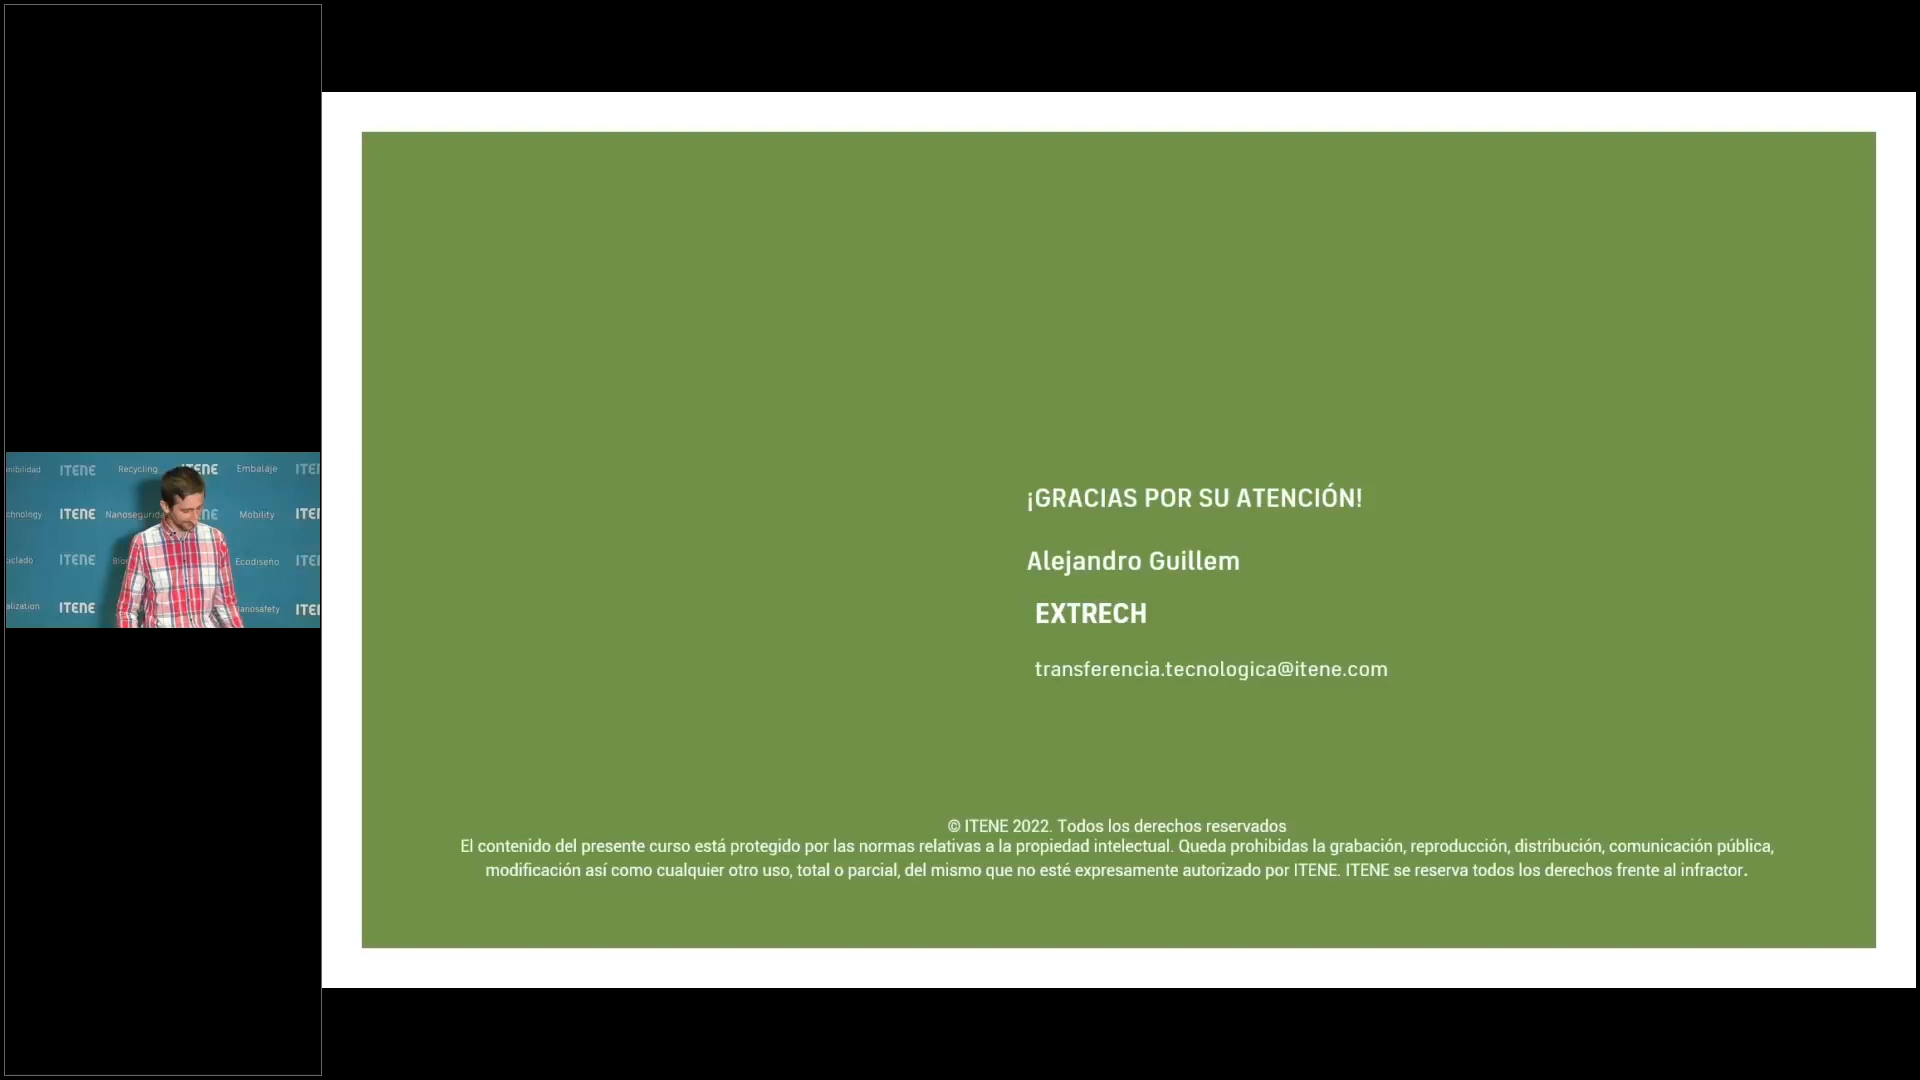 ITENE Recycling ITENE Embalaje
ITENE Mobility
ITENE Ecodiseño
ITENE
¡GRACIAS POR SU ATENCIÓN!
Alejandro Guillem
EXTRECH
transferencia.tecnologica@itene.com
© ITENE 2022. Todos los derechos reservados
El contenido del presente curso está protegido por las normas relativas a la propiedad intelectual. Queda prohibidas la grabación, reproducción, distribución, comunicación pública,
modificación así como cualquier otro uso, total o parcial, del mismo que no esté expresamente autorizado por ITENE. ITENE se reserva todos los derechos frente al infractor.